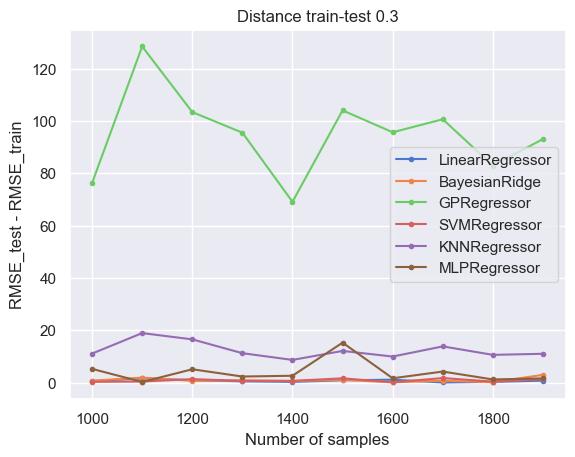 Distance train-test 0.3
RMSE_test - RMSE_train
120
100
80
60
40
20
0
LinearRegressor
BayesianRidge
GPRegressor
SVMRegressor
KNNRegressor
MLPRegressor
1000
1200
1400
1600
1800
Number of samples